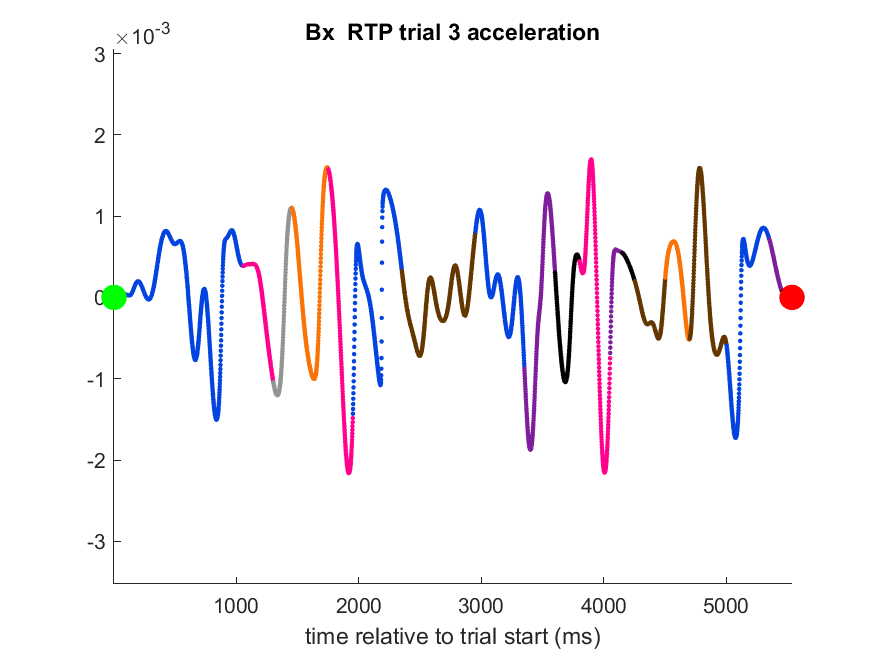 Bx  RTP trial 3 acceleration
×10-3
3
2
1
0
-1
-2
-3
1000 2000 3000 4000 5000
time relative to trial start (ms)